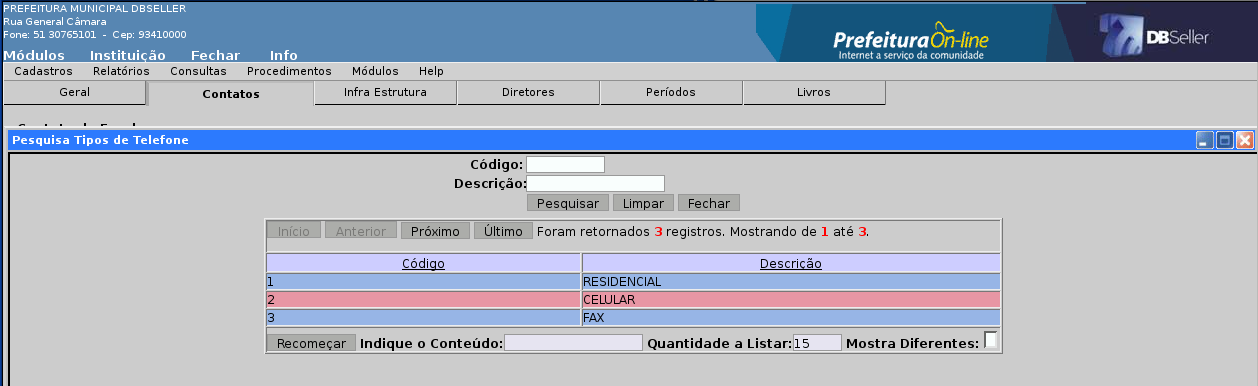 PREFEITURA MUNICIPAL DBSELLER
Rua General Câmara
Fone: 51 30765101 - Cep: 93410000
PrefeituraOn-line
Internet a serviço da comunidade
DBSeller
Módulos Instituição Fechar Info
Cadastros Relatórios Consultas Procedimentos Módulos Help
Geral Contatos Infra Estrutura Diretores Períodos Livros
Pesquisa Tipos de Telefone
Código:
Descrição:
Pesquisar Limpar Fechar
Início Anterior Próximo Último Foram retornados 3 registros. Mostrando de 1 até 3.
Código Descrição
1 RESIDENCIAL
2 CELULAR
3 FAX
Recomeçar Indique o Conteúdo: Quantidade a Listar: 15 Mostra Diferentes: